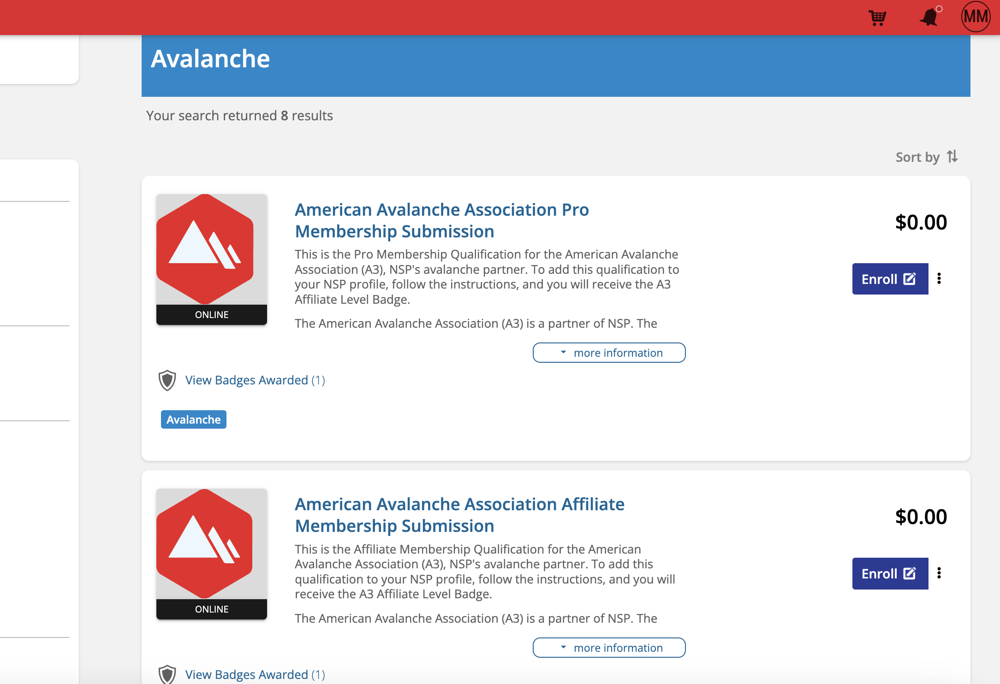 MM
Avalanche
Your search returned 8 results
Sort by
American Avalanche Association Pro
Membership Submission
$0.00
This is the Pro Membership Qualification for the American Avalanche
Association (A3), NSP's avalanche partner. To add this qualification to
your NSP profile, follow the instructions, and you will receive the A3
Affiliate Level Badge.
Enroll
ONLINE
The American Avalanche Association (A3) is a partner of NSP. The
more information
View Badges Awarded (1)
Avalanche
American Avalanche Association Affiliate
Membership Submission
$0.00
This is the Affiliate Membership Qualification for the American
Avalanche Association (A3), NSP's avalanche partner. To add this
qualification to your NSP profile, follow the instructions, and you will
receive the A3 Affiliate Level Badge.
Enroll
ONLINE
The American Avalanche Association (A3) is a partner of NSP. The
more information
View Badges Awarded (1)